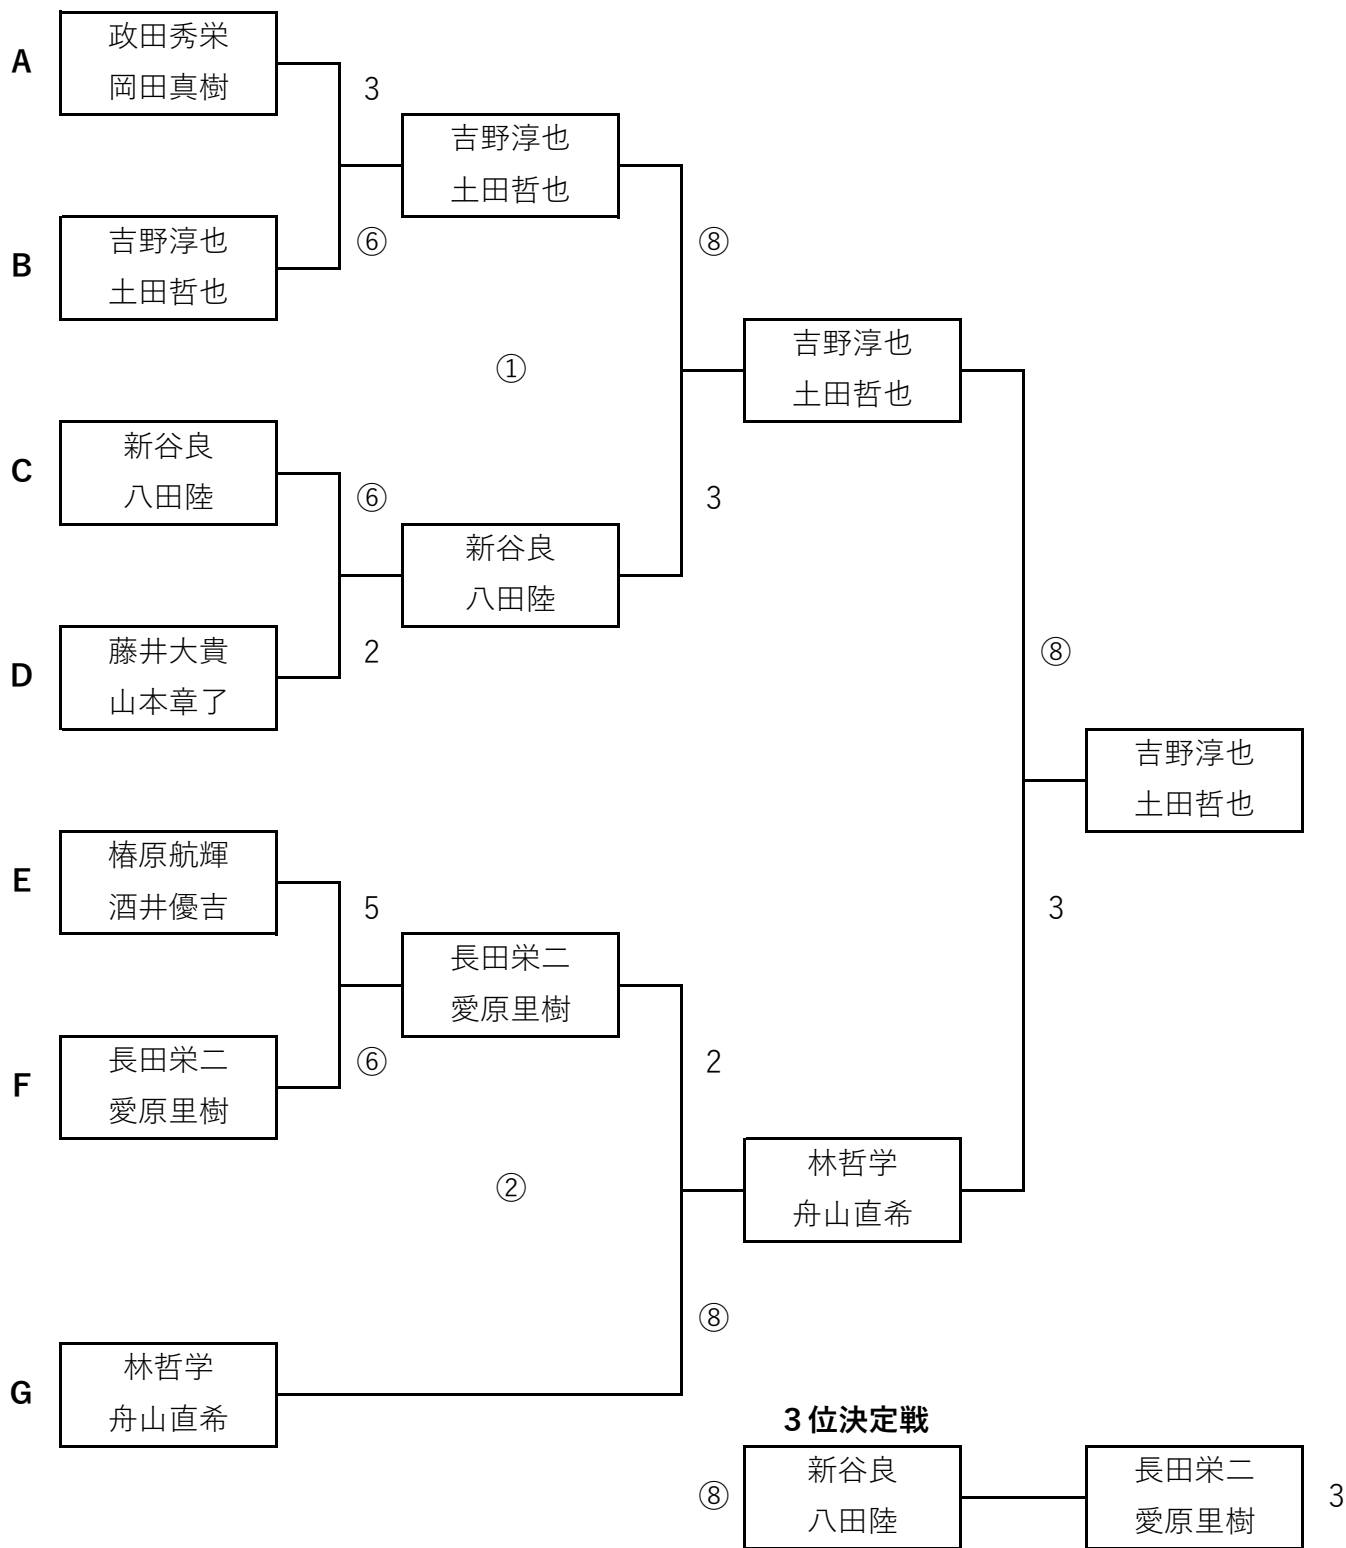 A
政田秀栄
岡田真樹
3
吉野淳也
土田哲也
B
吉野淳也
土田哲也
⑥
⑧
①
吉野淳也
土田哲也
C
新谷良
八田陸
⑥
3
新谷良
八田陸
D
藤井大貴
山本章了
2
⑧
吉野淳也
土田哲也
E
椿原航輝
酒井優吉
5
3
長田栄二
愛原里樹
F
長田栄二
愛原里樹
⑥
2
②
林哲学
舟山直希
⑧
G
林哲学
舟山直希
3位決定戦
⑧
新谷良
八田陸
長田栄二
愛原里樹
3